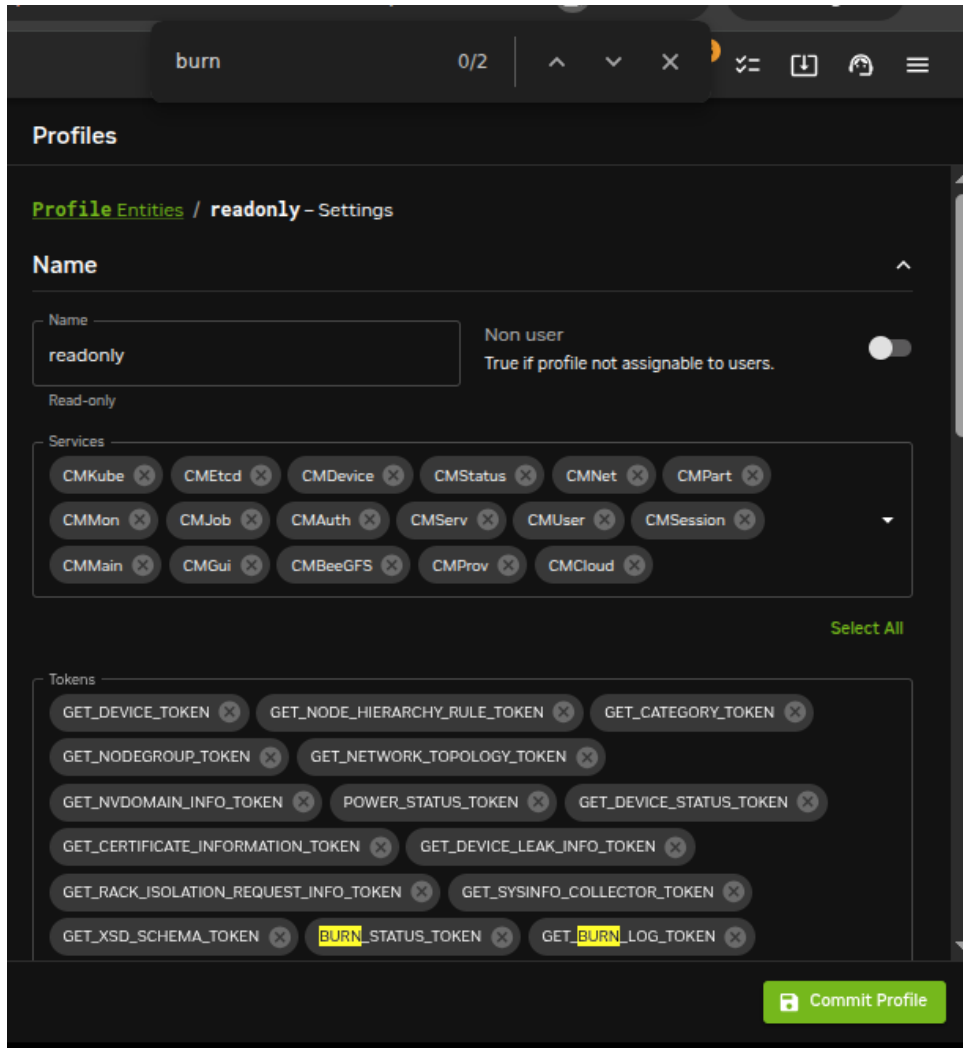 burn 0/2
Profiles
Profile Entities / readonly – Settings
Name
Name
readonly
Non user
True if profile not assignable to users.
Read-only
Services
CMKube CMEtcd CMDevice CMStatus CMNet CMPart
CMMon CMJob CMAuth CMServ CMUser CMSession
CMMain CMGui CMBeeGFS CMProv CMCloud
Select All
Tokens
GET_DEVICE_TOKEN GET_NODE_HIERARCHY_RULE_TOKEN GET_CATEGORY_TOKEN
GET_NODEGROUP_TOKEN GET_NETWORK_TOPOLOGY_TOKEN
GET_NVDOMAIN_INFO_TOKEN POWER_STATUS_TOKEN GET_DEVICE_STATUS_TOKEN
GET_CERTIFICATE_INFORMATION_TOKEN GET_DEVICE_LEAK_INFO_TOKEN
GET_RACK_ISOLATION_REQUEST_INFO_TOKEN GET_SYSINFO_COLLECTOR_TOKEN
GET_XSD_SCHEMA_TOKEN BURN_STATUS_TOKEN GET_BURN_LOG_TOKEN
Commit Profile